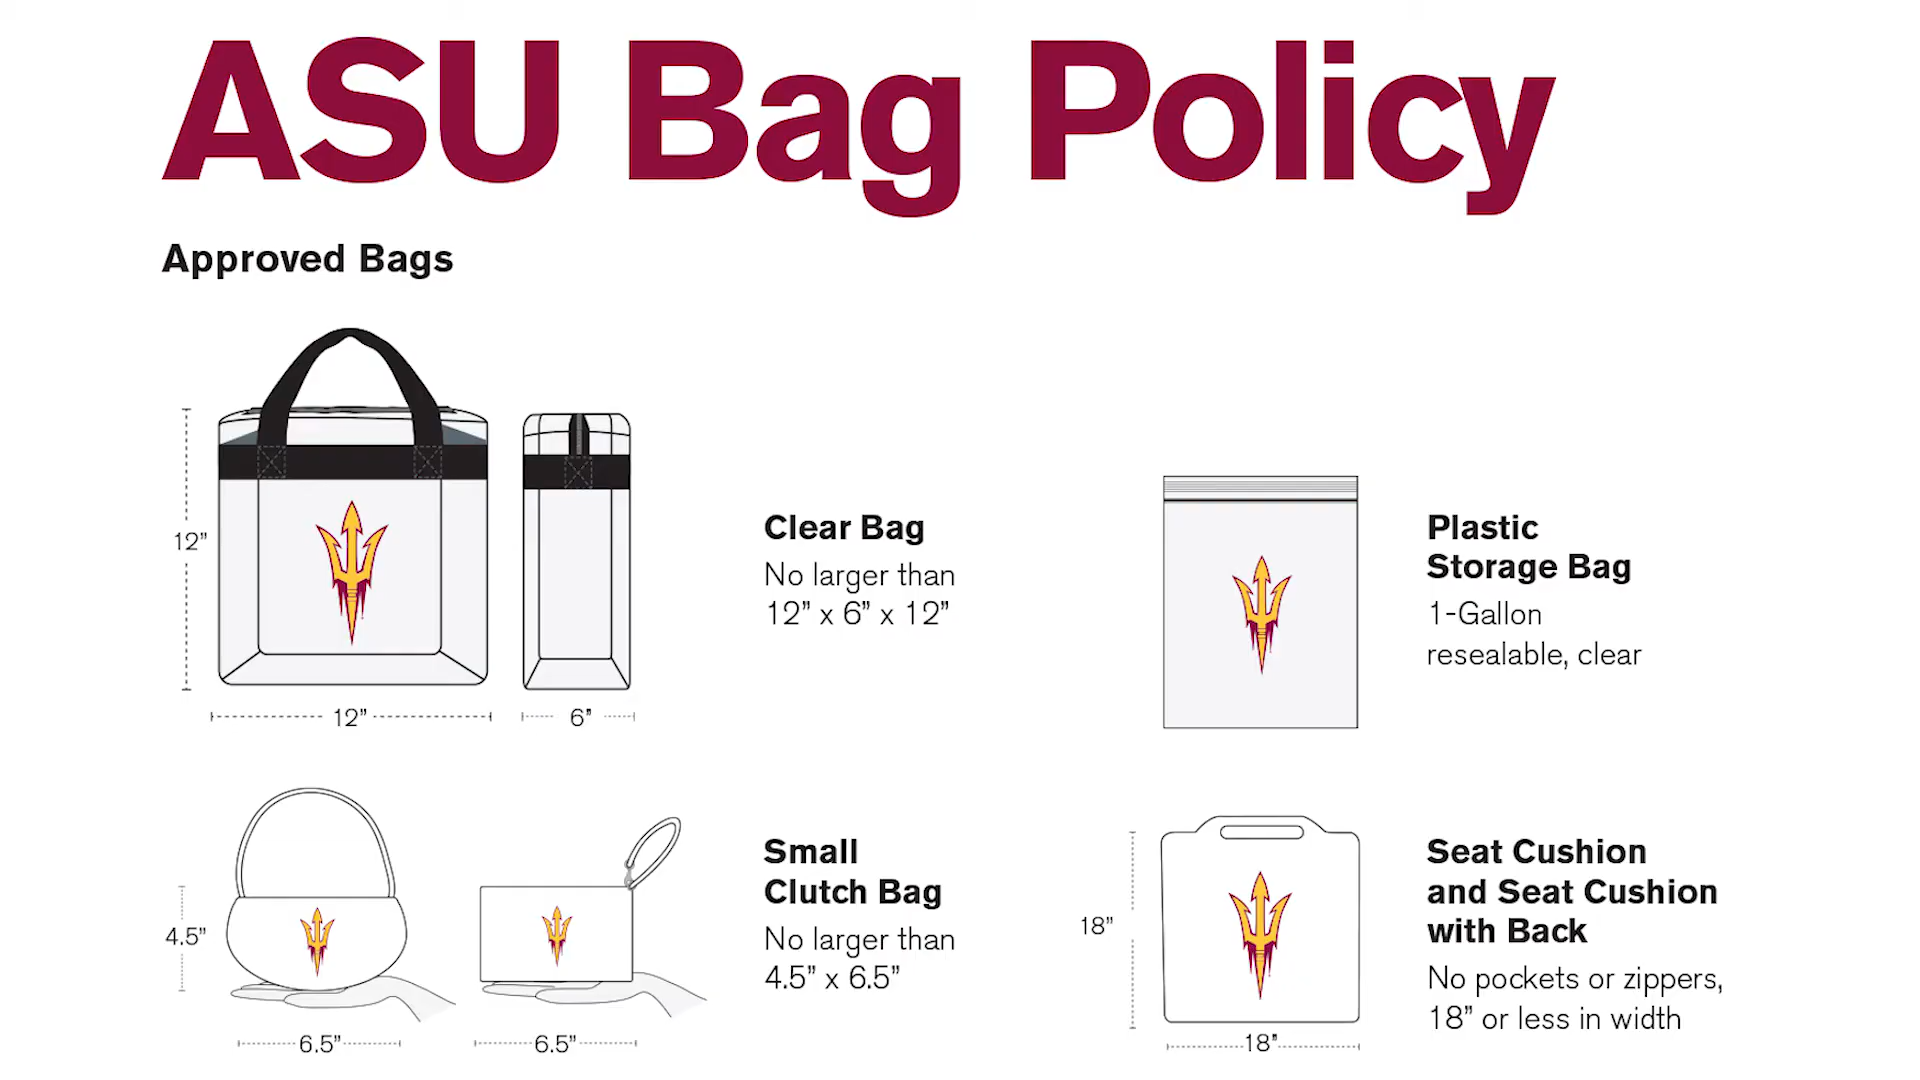 ASU Bag Policy
Approved Bags
12”
12”
6”
Clear Bag
No larger than
12” x 6” x 12”
Plastic
Storage Bag
1-Gallon
resealable, clear
4.5”
6.5”
6.5”
Small
Clutch Bag
No larger than
4.5” x 6.5”
18”
18”
Seat Cushion
and Seat Cushion
with Back
No pockets or zippers,
18” or less in width